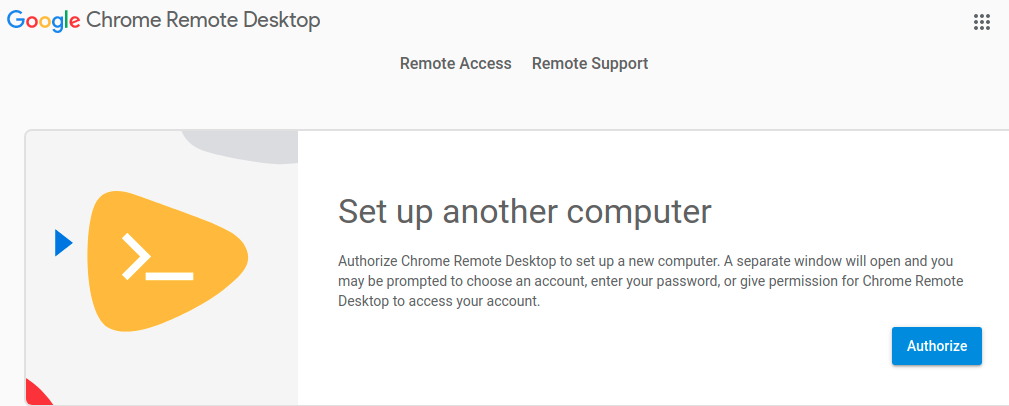 Google Chrome Remote Desktop
Remote Access Remote Support
Set up another computer
Authorize Chrome Remote Desktop to set up a new computer. A separate window will open and you
may be prompted to choose an account, enter your password, or give permission for Chrome Remote
Desktop to access your account.
Authorize